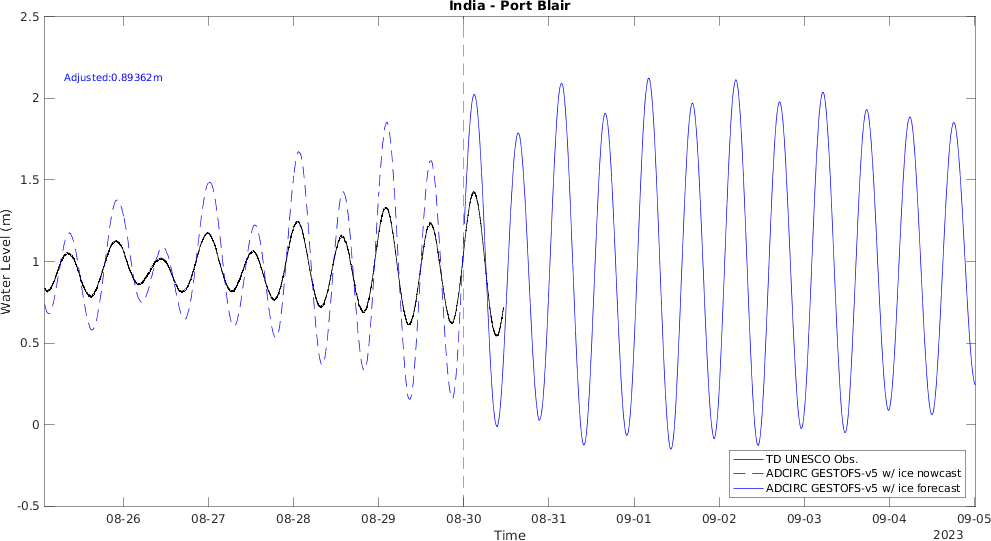 India - Port Blair
Adjusted:0.89362m
Water Level (m)
2.5
2
1.5
1
0.5
0
-0.5
TD UNESCO Obs.
ADCIRC GESTOFS-v5 w/ ice nowcast
ADCIRC GESTOFS-v5 w/ ice forecast
08-26 08-27 08-28 08-29 08-30 08-31 09-01 09-02 09-03 09-04 09-05
Time
2023